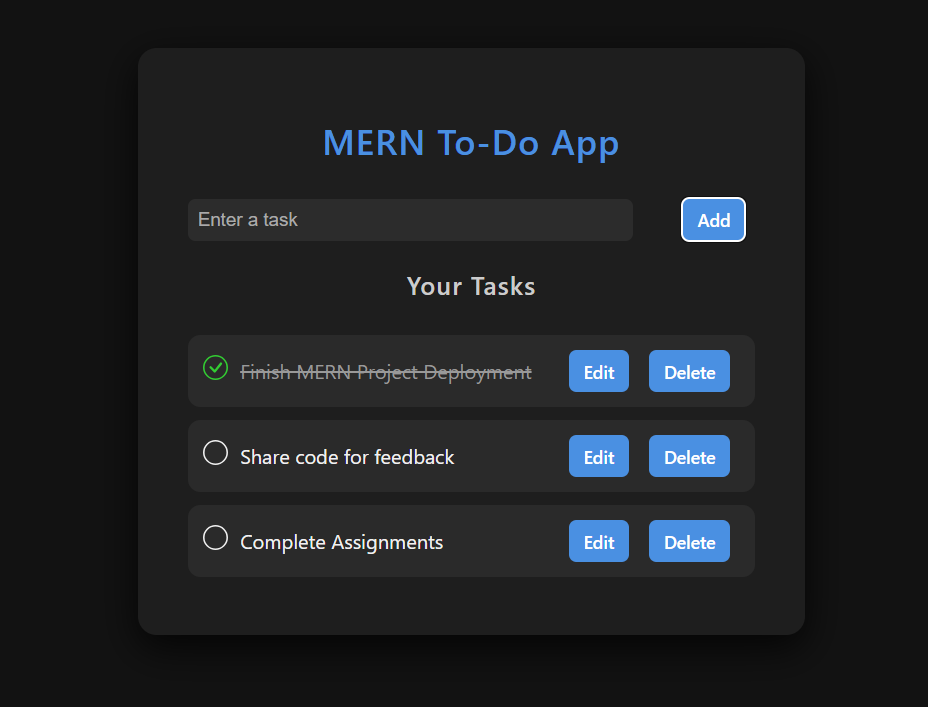 MERN To-Do App
Enter a task Add
Your Tasks
Finish MERN Project Deployment Edit Delete
Share code for feedback Edit Delete
Complete Assignments Edit Delete